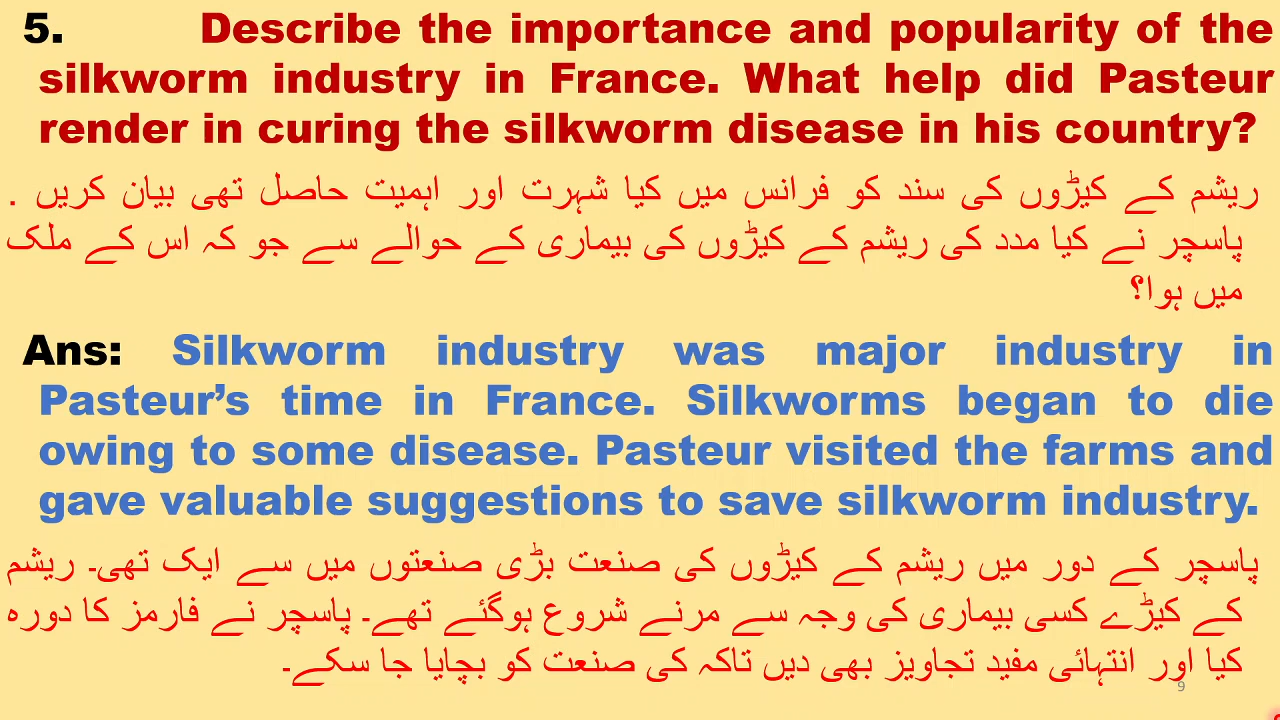 5. Describe the importance and popularity of the
silkworm industry in France. What help did Pasteur
render in curing the silkworm disease in his country?
ریشم کے کیڑوں کی سند کو فرانس میں کیا شہرت اور اہمیت حاصل تھی بیان کریں .
پاسچر نے کیا مدد کی ریشم کے کیڑوں کی بیماری کے حوالے سے جو کہ اس کے ملک
میں ہوا؟
Ans: Silkworm industry was major industry in
Pasteur’s time in France. Silkworms began to die
owing to some disease. Pasteur visited the farms and
gave valuable suggestions to save silkworm industry.
پاسچر کے دور میں ریشم کے کیڑوں کی صنعت بڑی صنعتوں میں سے ایک تھی۔ ریشم
کے کیڑے کسی بیماری کی وجہ سے مرنے شروع ہوگئے تھے۔ پاسچر نے فارمز کا دورہ
کیا اور انتہائی مفید تجاویز بھی دیں تاکہ کی صنعت کو بچایا جا سکے۔
9